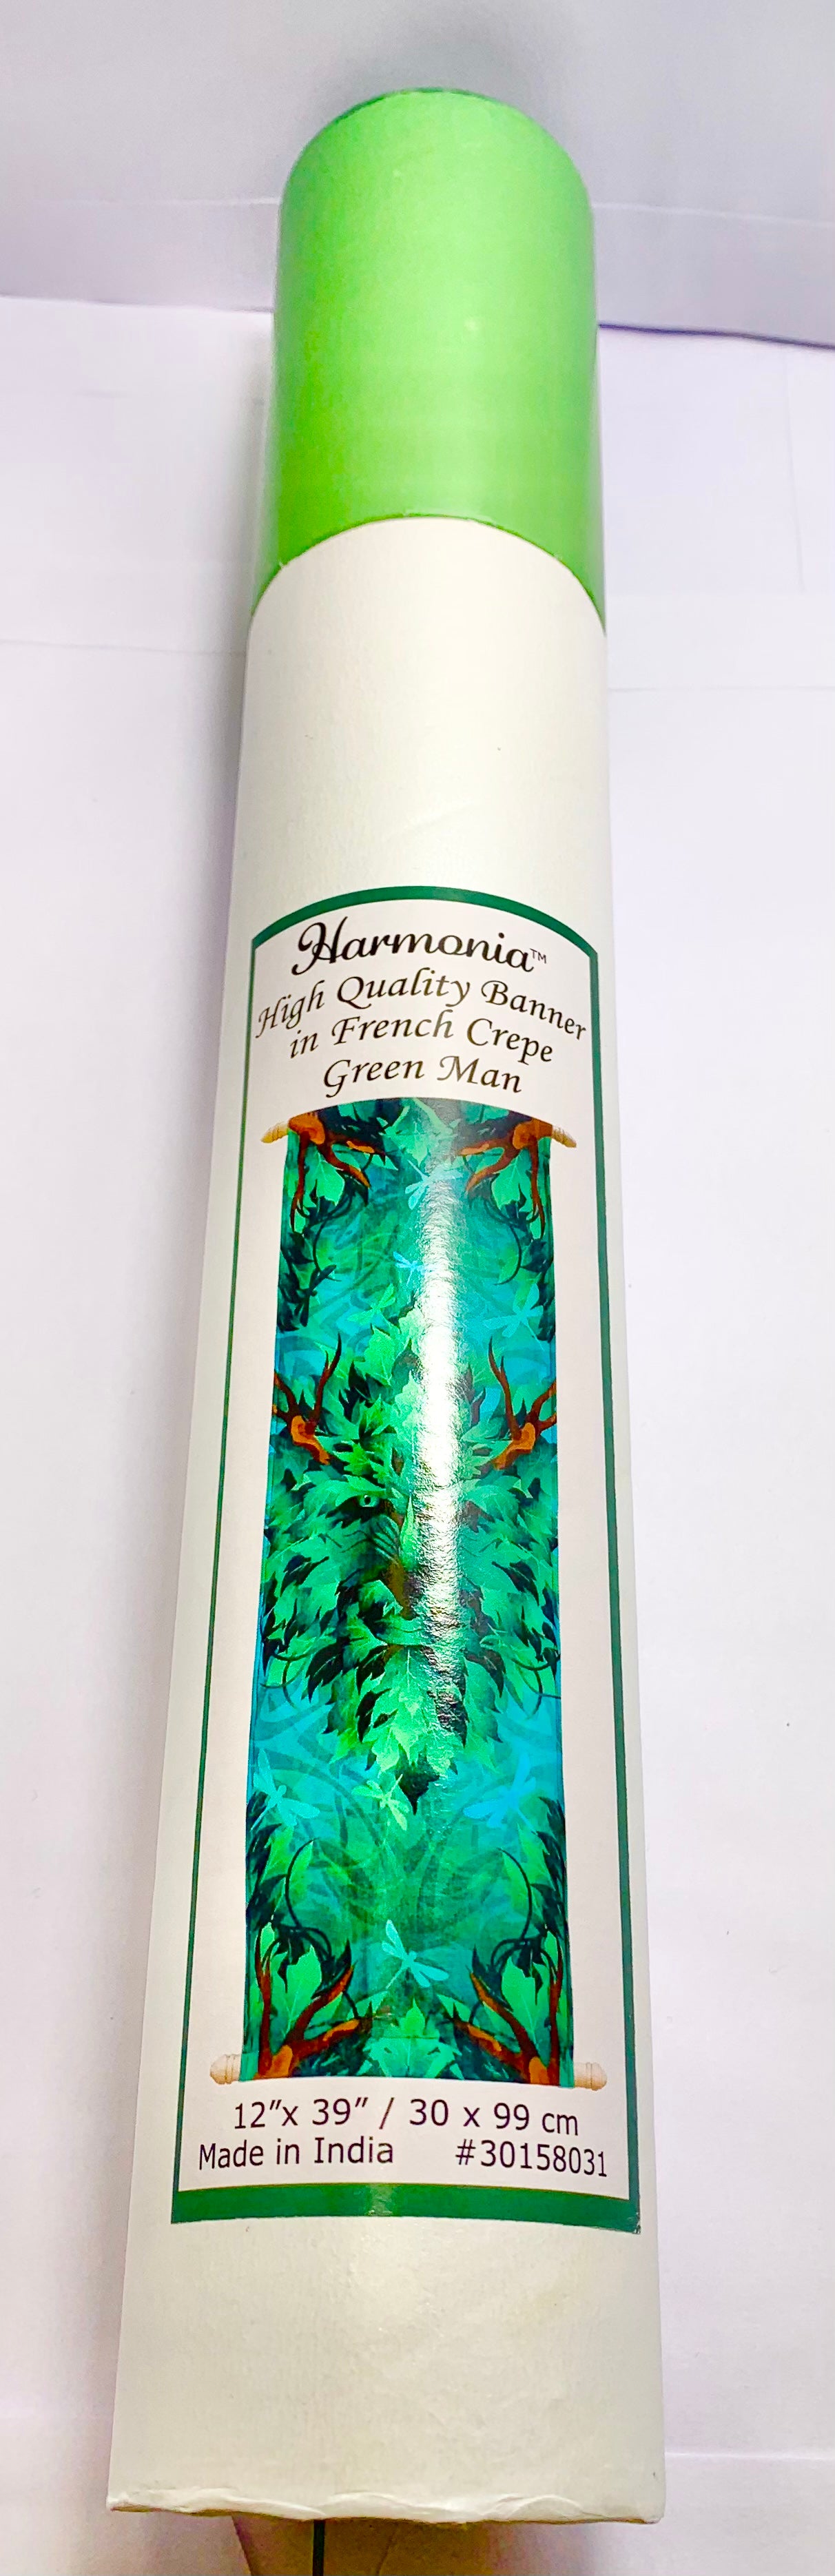 Harmonia™
High Quality Banner
in French Crepe
Green Man
12"x 39" / 30 x 99 cm
Made in India #30158031